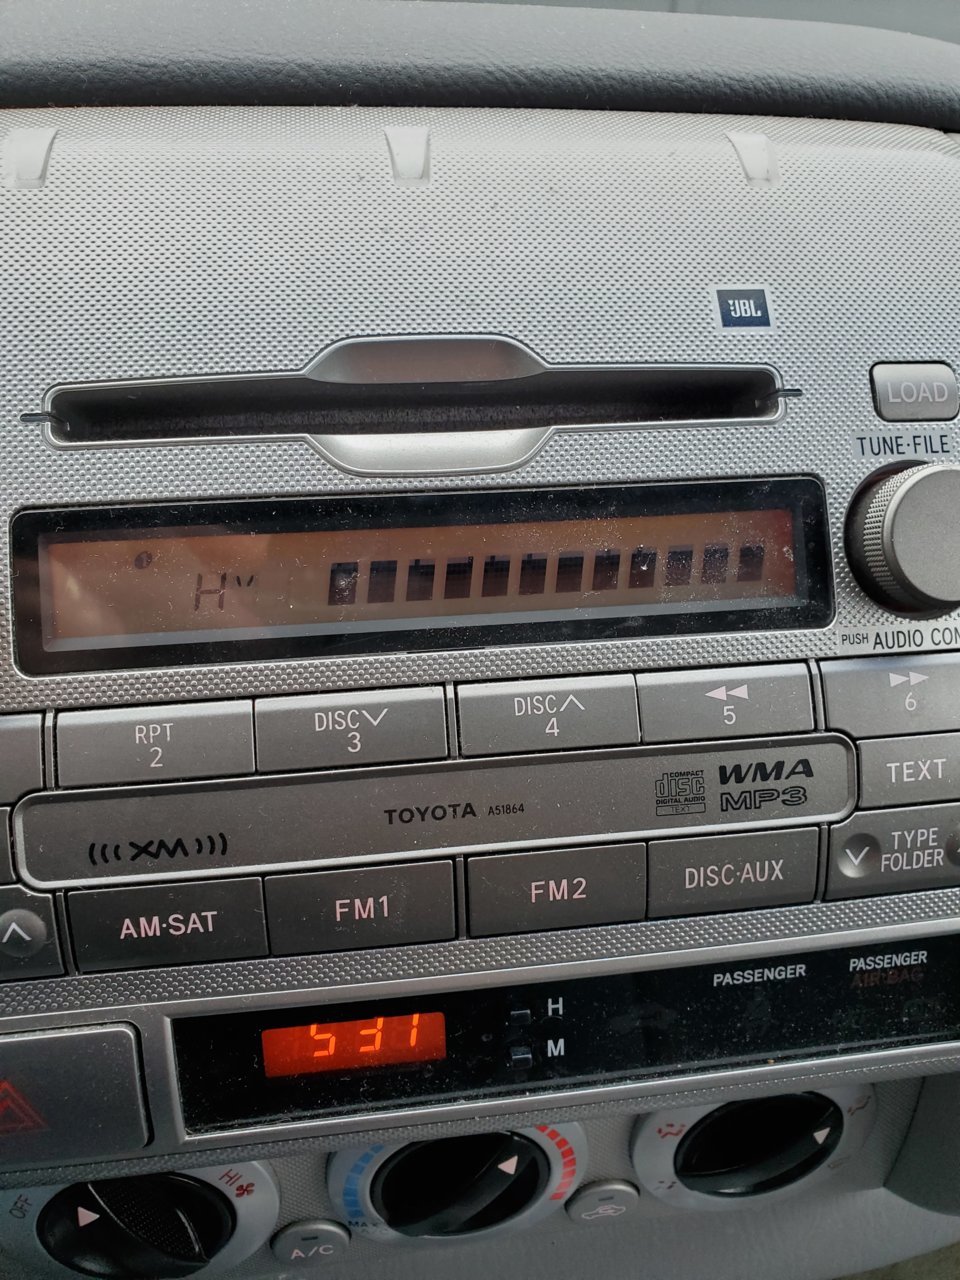 JBL
LOAD
TUNE·FILE
PUSH AUDIO CON
RPT
2
DISC
3
DISC
4
5
6
TEXT
COMPACT
disc
DIGITAL AUDIO
TEXT
WMA
MP3
TOYOTA A51864
(((XM)))
TYPE
FOLDER
AM·SAT
FM1
FM2
DISC·AUX
PASSENGER
PASSENGER
AIR BAG
H
531
M
OFF
HI
A/C